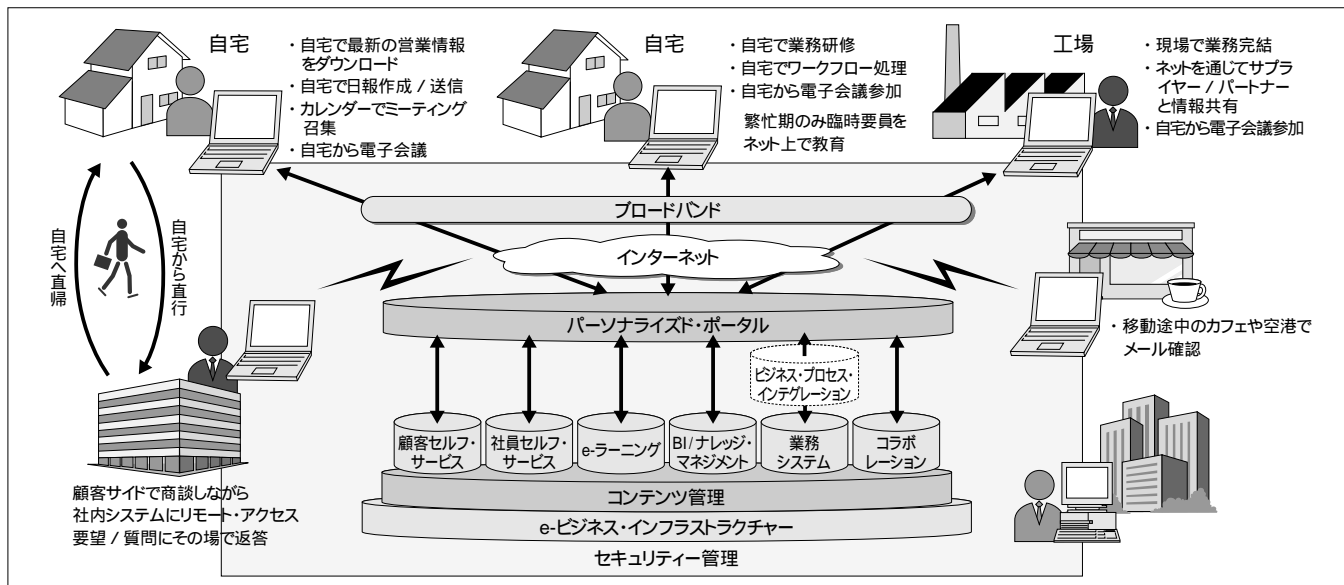 自宅
・自宅で最新の営業情報
をダウンロード
・自宅で日報作成 / 送信
・カレンダーでミーティング
召集
・自宅から電子会議
自宅
・自宅で業務研修
・自宅でワークフロー処理
・自宅から電子会議参加
繁忙期のみ臨時要員を
ネット上で教育
工場
・現場で業務完結
・ネットを通じてサプラ
イヤー / パートナー
と情報共有
・自宅から電子会議参加
ブロードバンド
インターネット
自宅へ直帰
自宅から直行
パーソナライズド・ポータル
・移動途中のカフェや空港で
メール確認
ビジネス・プロセス・
インテグレーション
顧客セルフ・
サービス
社員セルフ・
サービス
e-ラーニング
BI/ナレッジ・
マネジメント
業務
システム
コラボ
レーション
コンテンツ管理
e-ビジネス・インフラストラクチャー
セキュリティー管理
顧客サイドで商談しながら
社内システムにリモート・アクセス
要望 / 質問にその場で返答